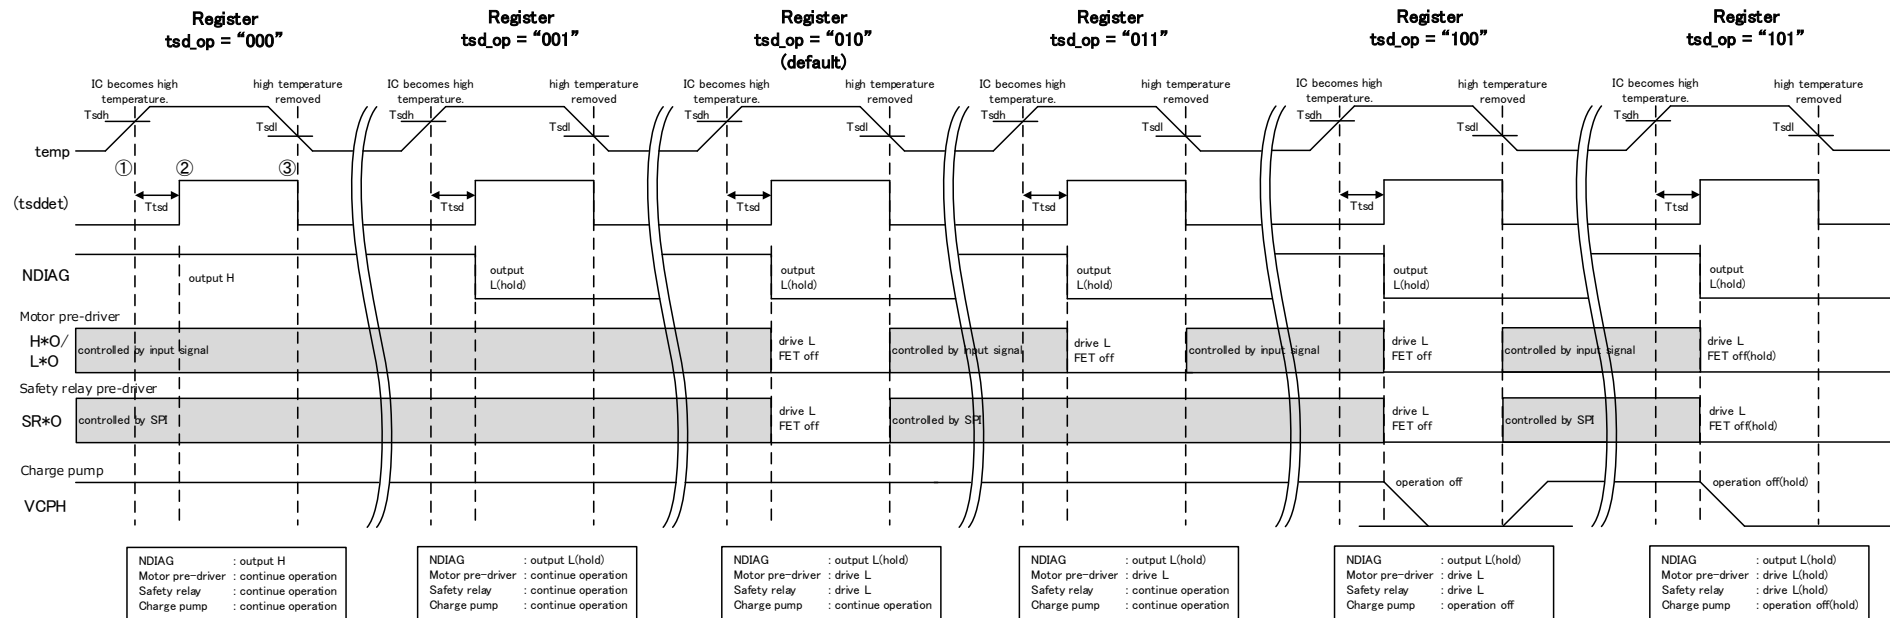 Register
tsd_op = “000”
Register
tsd_op = “001”
Register
tsd_op = “010”
(default)
Register
tsd_op = “011”
Register
tsd_op = “100”
Register
tsd_op = “101”
IC becomes high
temperature.
high temperature
removed
IC becomes high
temperature.
high temperature
removed
IC becomes high
temperature.
high temperature
removed
IC becomes high
temperature.
high temperature
removed
IC becomes high
temperature.
high temperature
removed
IC becomes high
temperature.
high temperature
removed
Tsdh
Tsdl
Tsdh
Tsdl
Tsdh
Tsdl
Tsdh
Tsdl
Tsdh
Tsdl
Tsdh
Tsdl
temp
① ② ③
(tsddet)
Ttsd
Ttsd
Ttsd
Ttsd
Ttsd
Ttsd
NDIAG
output H
output
L(hold)
output
L(hold)
output
L(hold)
output
L(hold)
output
L(hold)
Motor pre-driver
H*O/
L*O
controlled by input signal
drive L
FET off
controlled by input signal
drive L
FET off
controlled by input signal
drive L
FET off
controlled by input signal
drive L
FET off(hold)
Safety relay pre-driver
SR*O
controlled by SPI
drive L
FET off
controlled by SPI
drive L
FET off
controlled by SPI
drive L
FET off(hold)
Charge pump
VCPH
operation off
operation off(hold)
NDIAG : output H
Motor pre-driver : continue operation
Safety relay : continue operation
Charge pump : continue operation
NDIAG : output L(hold)
Motor pre-driver : continue operation
Safety relay : continue operation
Charge pump : continue operation
NDIAG : output L(hold)
Motor pre-driver : drive L
Safety relay : drive L
Charge pump : continue operation
NDIAG : output L(hold)
Motor pre-driver : drive L
Safety relay : continue operation
Charge pump : continue operation
NDIAG : output L(hold)
Motor pre-driver : drive L
Safety relay : drive L
Charge pump : operation off
NDIAG : output L(hold)
Motor pre-driver : drive L(hold)
Safety relay : drive L(hold)
Charge pump : operation off(hold)